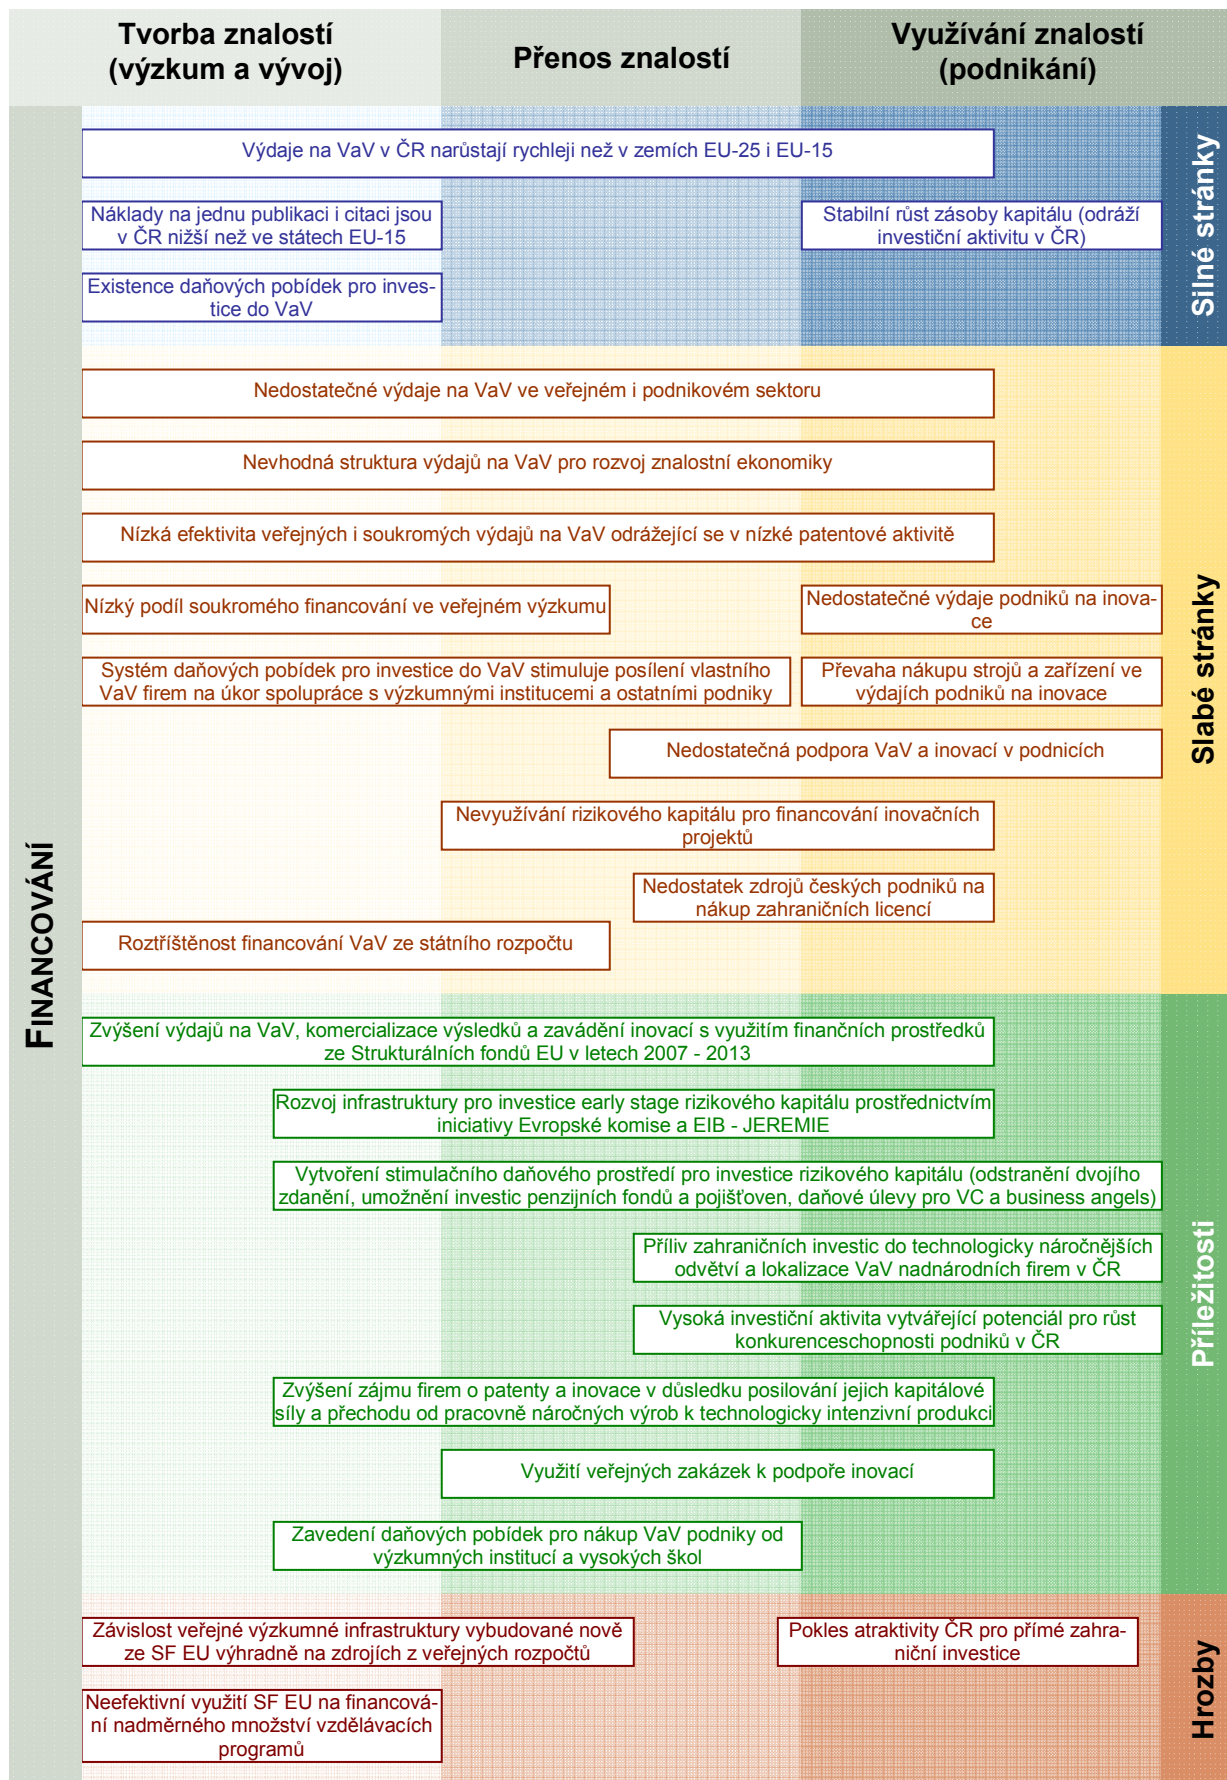 Tvorba znalostí
(výzkum a vývoj)
Přenos znalostí
Využívání znalostí
(podnikání)
FINANCOVÁNÍ
Silné stránky
Výdaje na VaV v ČR narůstají rychleji než v zemích EU-25 i EU-15
Náklady na jednu publikaci i citaci jsou
v ČR nižší než ve státech EU-15
Stabilní růst zásoby kapitálu (odráží
investiční aktivitu v ČR)
Existence daňových pobídek pro inves-
tice do VaV
Slabé stránky
Nedostatečné výdaje na VaV ve veřejném i podnikovém sektoru
Nevhodná struktura výdajů na VaV pro rozvoj znalostní ekonomiky
Nízká efektivita veřejných i soukromých výdajů na VaV odrážející se v nízké patentové aktivitě
Nízký podíl soukromého financování ve veřejném výzkumu
Nedostatečné výdaje podniků na inova-
ce
Systém daňových pobídek pro investice do VaV stimuluje posílení vlastního
VaV firem na úkor spolupráce s výzkumnými institucemi a ostatními podniky
Převaha nákupu strojů a zařízení ve
výdajích podniků na inovace
Nedostatečná podpora VaV a inovací v podnicích
Nevyužívání rizikového kapitálu pro financování inovačních
projektů
Nedostatek zdrojů českých podniků na
nákup zahraničních licencí
Roztříštěnost financování VaV ze státního rozpočtu
Příležitosti
Zvýšení výdajů na VaV, komercializace výsledků a zavádění inovací s využitím finančních prostředků
ze Strukturálních fondů EU v letech 2007 - 2013
Rozvoj infrastruktury pro investice early stage rizikového kapitálu prostřednictvím
iniciativy Evropské komise a EIB - JEREMIE
Vytvoření stimulačního daňového prostředí pro investice rizikového kapitálu (odstranění dvojího
zdanění, umožnění investic penzijních fondů a pojišťoven, daňové úlevy pro VC a business angels)
Příliv zahraničních investic do technologicky náročnějších
odvětví a lokalizace VaV nadnárodních firem v ČR
Vysoká investiční aktivita vytvářející potenciál pro růst
konkurenceschopnosti podniků v ČR
Zvýšení zájmu firem o patenty a inovace v důsledku posilování jejich kapitálové
síly a přechodu od pracovně náročných výrob k technologicky intenzivní produkci
Využití veřejných zakázek k podpoře inovací
Zavedení daňových pobídek pro nákup VaV podniky od
výzkumných institucí a vysokých škol
Hrozby
Závislost veřejné výzkumné infrastruktury vybudované nově
ze SF EU výhradně na zdrojích z veřejných rozpočtů
Pokles atraktivity ČR pro přímé zahra-
niční investice
Neefektivní využití SF EU na financová-
ní nadměrného množství vzdělávacích
programů